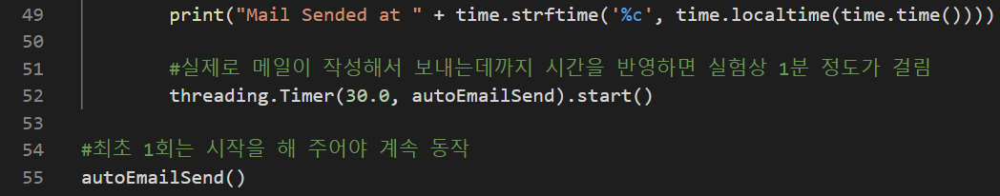 49 print("Mail Sended at " + time.strftime('%c', time.localtime(time.time())))
50
51 #실제로 메일이 작성해서 보내는데까지 시간을 반영하면 실험상 1분 정도가 걸림
52 threading.Timer(30.0, autoEmailSend).start()
53
54 #최초 1회는 시작을 해 주어야 계속 동작
55 autoEmailSend()